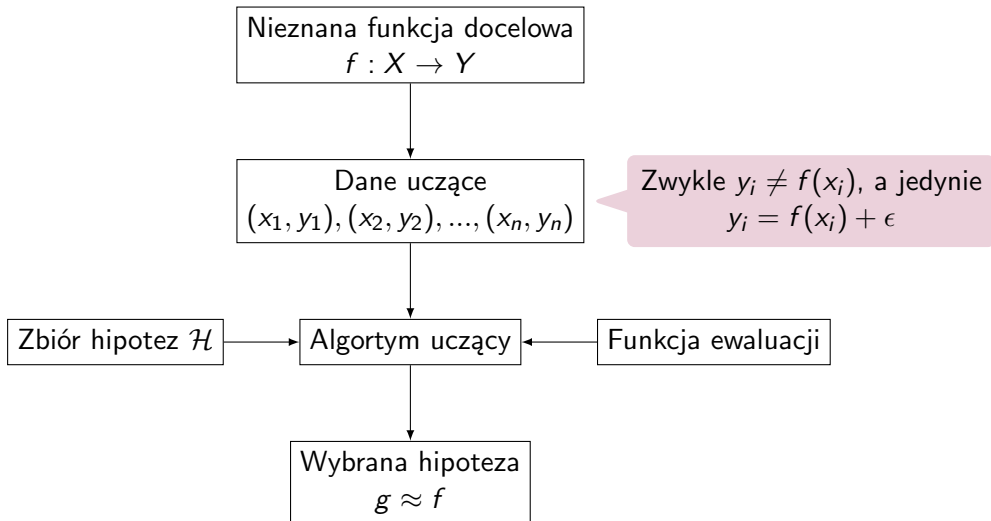 Nieznana funkcja docelowa
f : X → Y
Dane uczące
(x₁, y₁), (x₂, y₂), ..., (xₙ, yₙ)
Zwykle yᵢ ≠ f(xᵢ), a jedynie
yᵢ = f(xᵢ) + ϵ
Zbiór hipotez ℋ
Algortym uczący
Funkcja ewaluacji
Wybrana hipoteza
g ≈ f